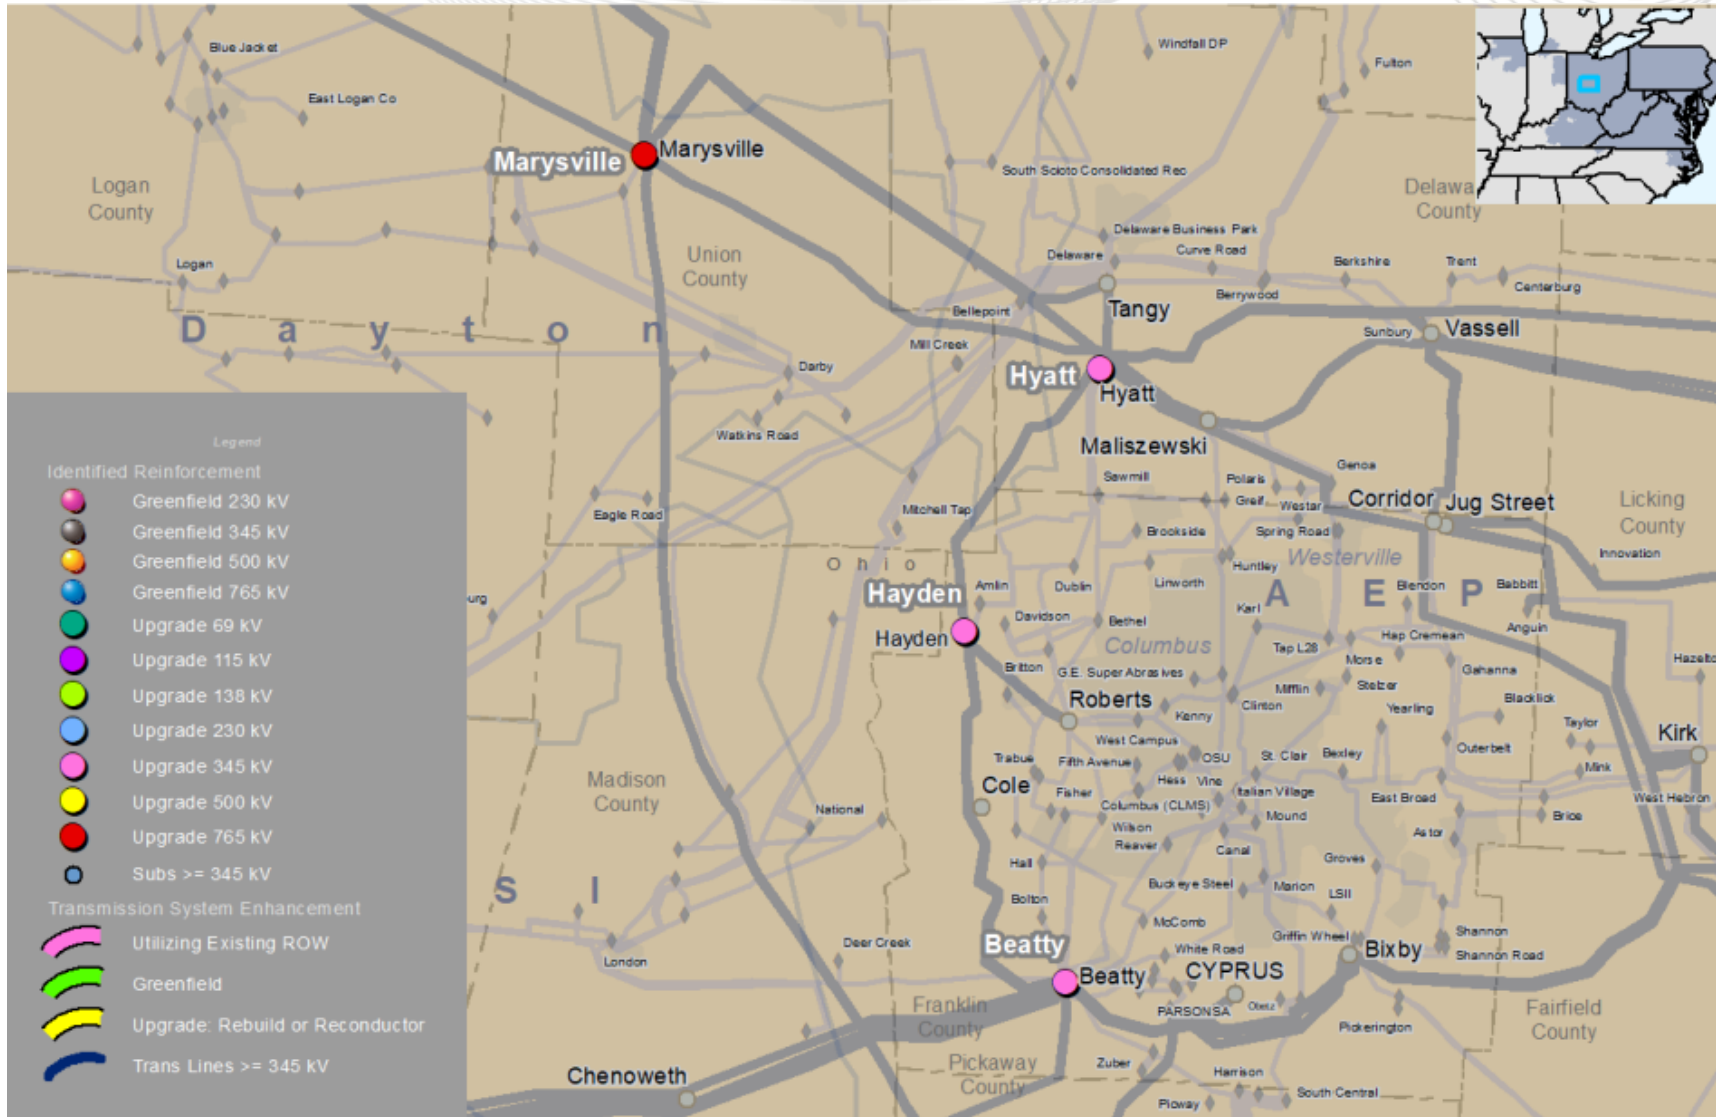 Blue Jacket
East Logan Co
Windfall DP
Fulton
Marysville
Marysville
South Scioto Consolidated Rec
Logan
County
Delawa
County
Union
County
Delaware Business Park
Delaware
Curve Road
Berkshire
Trent
Logan
Berrywood
Centerburg
Bellepoint
Tangy
D a y t o n
Sunbury
Vassell
Mill Creek
Darby
Hyatt
Hyatt
Watkins Road
Maliszewski
Legend
Identified Reinforcement
Greenfield 230 kV
Greenfield 345 kV
Greenfield 500 kV
Greenfield 765 kV
Upgrade 69 kV
Upgrade 115 kV
Upgrade 138 kV
Upgrade 230 kV
Upgrade 345 kV
Upgrade 500 kV
Upgrade 765 kV
Subs >= 345 kV
Transmission System Enhancement
Utilizing Existing ROW
Greenfield
Upgrade: Rebuild or Reconductor
Trans Lines >= 345 kV
Sawmill
Polaris
Genoa
Greif
Westar
Corridor
Jug Street
Licking
County
Eagle Road
Mitchell Tap
Brookside
Spring Road
Westerville
Innovation
Ohio
Huntley
Linworth
Dublin
Amlin
Hayden
Hayden
urg
Davidson
Bethel
Karl
A E P
Blendon
Babbitt
Anguin
Columbus
Hap Cremean
Tap L28
Morse
Gahanna
Hazelto
Britton
G.E. Super Abrasives
Stelzer
Mifflin
Blacklick
Roberts
Clinton
Kenny
Yearling
Taylor
Kirk
West Campus
OSU
St. Clair
Bexley
Outerbelt
Trabue
Fifth Avenue
Mink
Madison
County
Cole
Hess
Vine
Italian Village
East Broad
West Hebron
Fisher
Columbus (CLMS)
Mound
Brice
National
Wilson
Reaver
Canal
Astor
Groves
Hall
S I
Buckeye Steel
Marion
LSII
Bolton
McComb
Shannon
Griffin Wheel
Shannon Road
Deer Creek
Beatty
Beatty
White Road
Bixby
London
CYPRUS
PARSONSA
Obetz
Franklin
County
Pickerington
Fairfield
County
Pickaway
County
Zuber
Chenoweth
Harrison
South Central
Picway